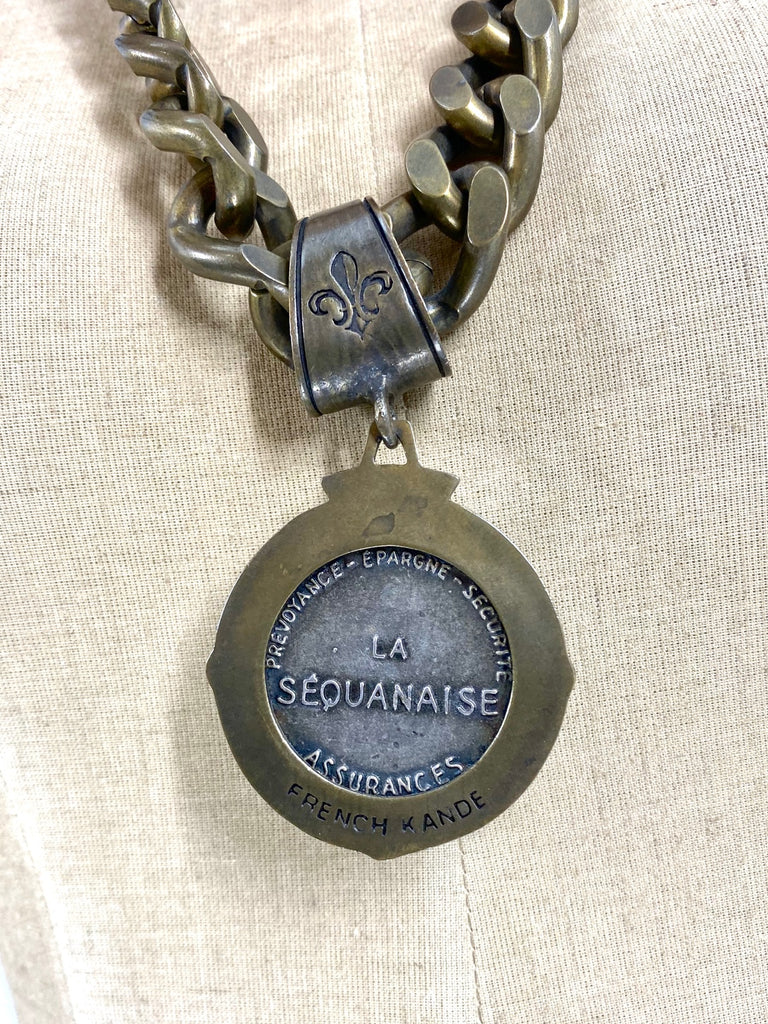 PRÉVOYANCE - ÉPARGNE - SÉCURITÉ
LA
SÉQUANAISE
ASSURANCES
FRENCH KANDE